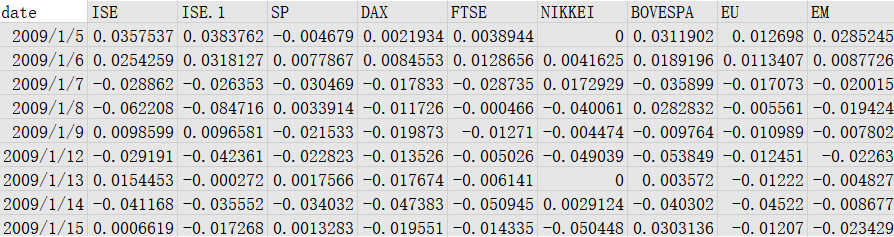 date ISE ISE.1 SP DAX FTSE NIKKEI BOVESPA EU EM
2009/1/5 0.0357537 0.0383762 -0.004679 0.0021934 0.0038944 0 0.0311902 0.012698 0.0285245
2009/1/6 0.0254259 0.0318127 0.0077867 0.0084553 0.0128656 0.0041625 0.0189196 0.0113407 0.0087726
2009/1/7 -0.028862 -0.026353 -0.030469 -0.017833 -0.028735 0.0172929 -0.035899 -0.017073 -0.020015
2009/1/8 -0.062208 -0.084716 0.0033914 -0.011726 -0.000466 -0.040061 0.0282832 -0.005561 -0.019424
2009/1/9 0.0098599 0.0096581 -0.021533 -0.019873 -0.01271 -0.004474 -0.009764 -0.010989 -0.007802
2009/1/12 -0.029191 -0.042361 -0.022823 -0.013526 -0.005026 -0.049039 -0.053849 -0.012451 -0.02263
2009/1/13 0.0154453 -0.000272 0.0017566 -0.017674 -0.006141 0 0.003572 -0.01222 -0.004827
2009/1/14 -0.041168 -0.035552 -0.034032 -0.047383 -0.050945 0.0029124 -0.040302 -0.04522 -0.008677
2009/1/15 0.0006619 -0.017268 0.0013283 -0.019551 -0.014335 -0.050448 0.0303136 -0.01207 -0.023429